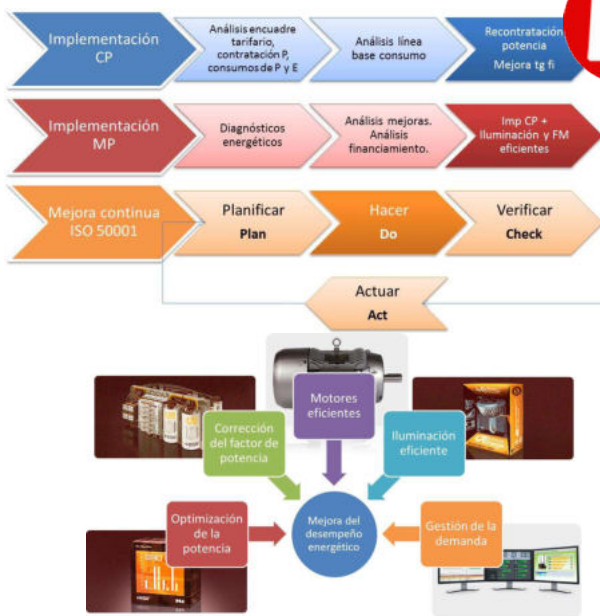 Implementación
CP
Análisis encuadre
tarifario,
contratación P,
consumos de P y E
Análisis línea
base consumo
Recontratación
potencia
Mejora tg fi
Implementación
MP
Diagnósticos
energéticos
Análisis mejoras.
Análisis
financiamiento.
Imp CP +
Iluminación y FM
eficientes
Mejora continua
ISO 50001
Planificar
Plan
Hacer
Do
Verificar
Check
Actuar
Act
Motores
eficientes
Corrección
del factor de
potencia
Iluminación
eficiente
Optimización
de la
potencia
Mejora del
desempeño
energético
Gestión de la
demanda